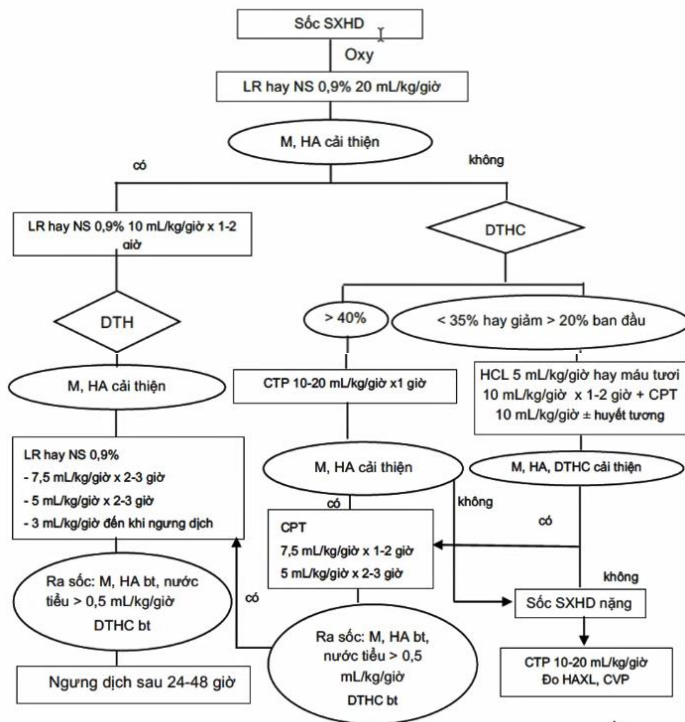 Sốc SXHD
Oxy
LR hay NS 0,9% 20 mL/kg/giờ
M, HA cải thiện
có
không
LR hay NS 0,9% 10 mL/kg/giờ x 1-2
giờ
DTHC
DTH
> 40%
< 35% hay giảm > 20% ban đầu
M, HA cải thiện
CTP 10-20 mL/kg/giờ x1 giờ
HCL 5 mL/kg/giờ hay máu tươi
10 mL/kg/giờ x 1-2 giờ + CPT
10 mL/kg/giờ ± huyết tương
LR hay NS 0,9%
- 7,5 mL/kg/giờ x 2-3 giờ
- 5 mL/kg/giờ x 2-3 giờ
- 3 mL/kg/giờ đến khi ngưng dịch
M, HA cải thiện
M, HA, DTHC cải thiện
có
không
có
CPT
7,5 mL/kg/giờ x 1-2 giờ
5 mL/kg/giờ x 2-3 giờ
không
Ra sốc: M, HA bt, nước
tiểu > 0,5 mL/kg/giờ
DTHC bt
có
Sốc SXHD nặng
Ra sốc: M, HA bt,
nước tiểu > 0,5
mL/kg/giờ
DTHC bt
CTP 10-20 mL/kg/giờ
Đo HAXL, CVP
Ngưng dịch sau 24-48 giờ